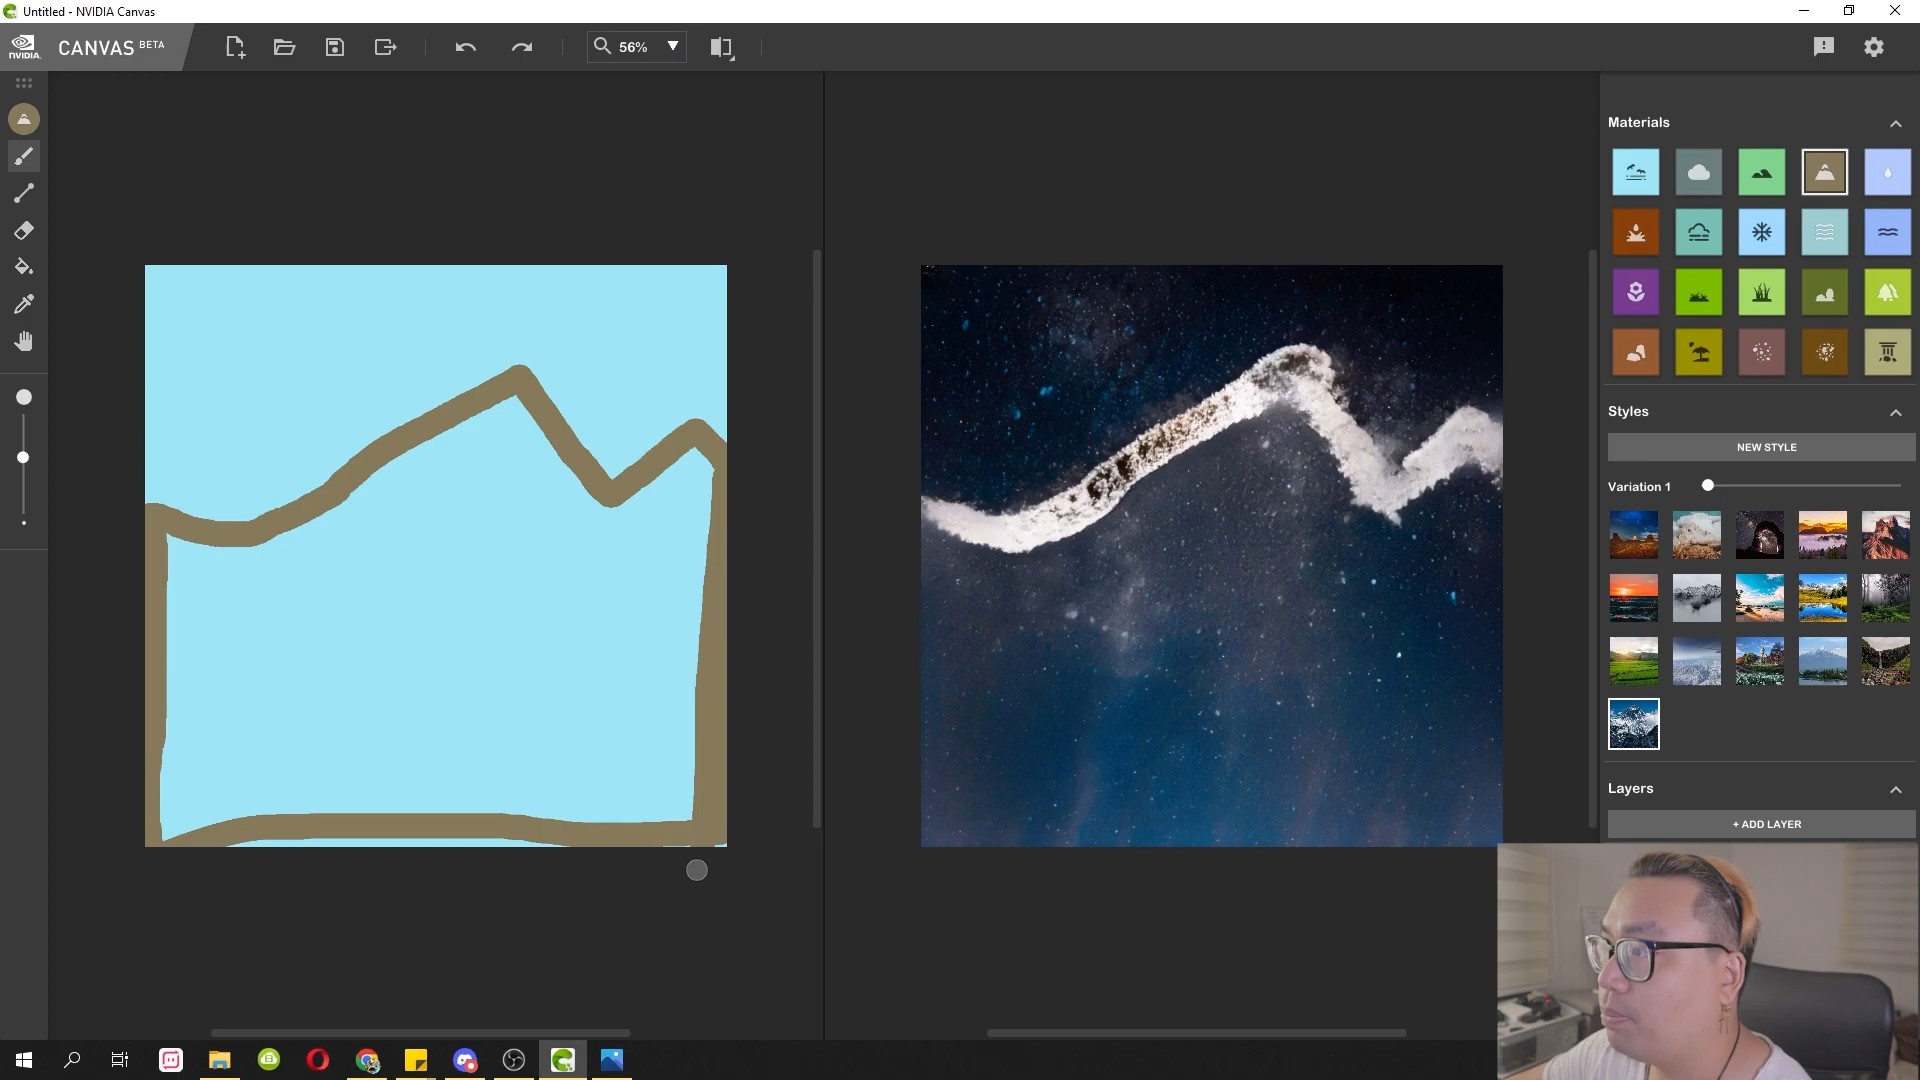 Untitled - NVIDIA Canvas
NVIDIA.
CANVAS BETA
56%
Materials
Styles
NEW STYLE
Variation 1
Layers
+ ADD LAYER